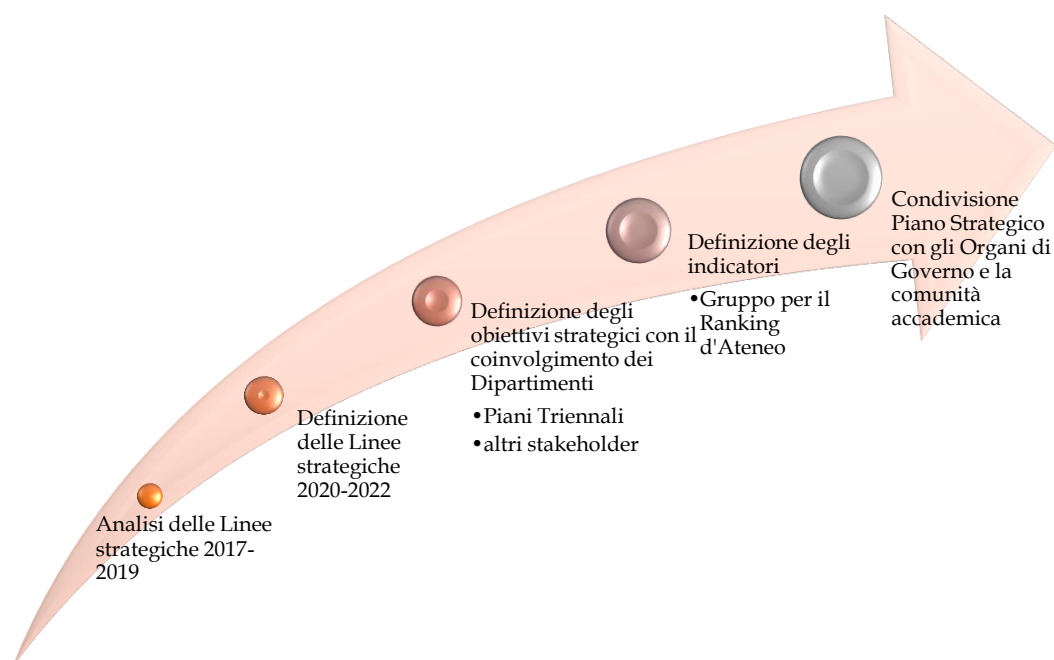 Analisi delle Linee
strategiche 2017-
2019
Definizione
delle Linee
strategiche
2020-2022
Definizione degli
obiettivi strategici con il
coinvolgimento dei
Dipartimenti
•Piani Triennali
•altri stakeholder
Definizione degli
indicatori
•Gruppo per il
Ranking
d'Ateneo
Condivisione
Piano Strategico
con gli Organi di
Governo e la
comunità
accademica